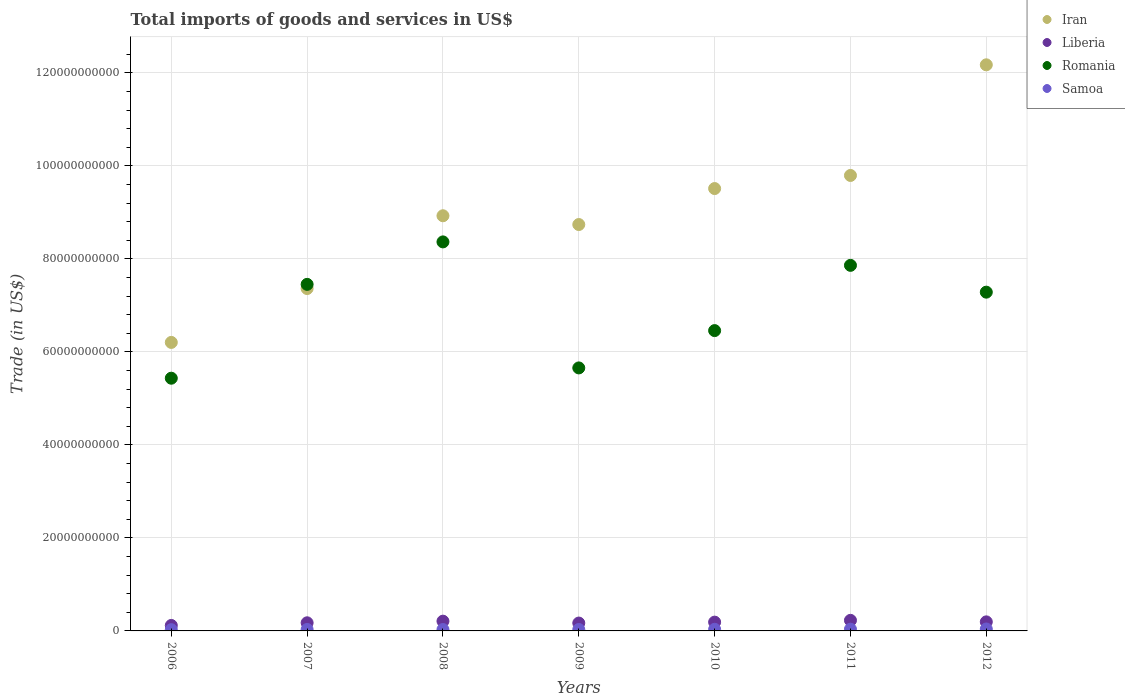 Total imports of goods and services in US$
Iran
Liberia
Romania
Samoa
Trade (in US$)
120000000000
100000000000
80000000000
60000000000
40000000000
20000000000
0
2006
2007
2008
2009
2010
2011
2012
Years